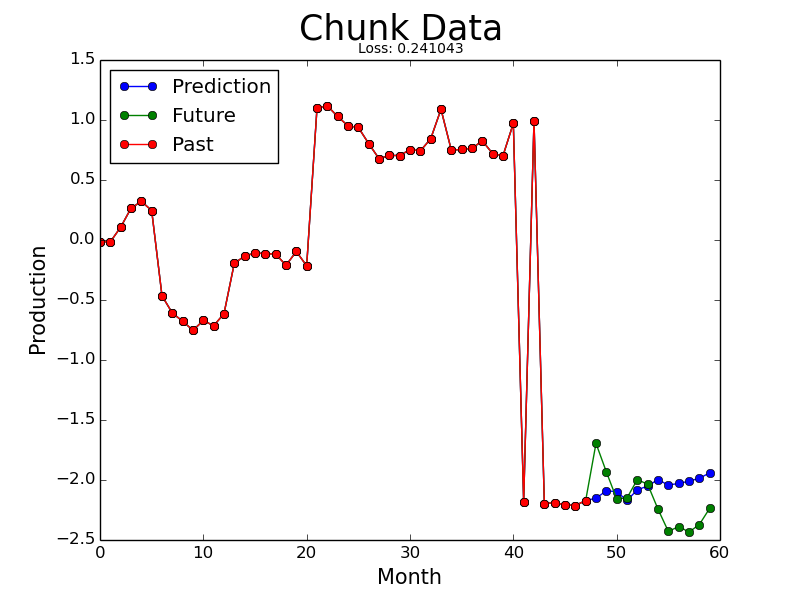 Chunk Data
Loss: 0.241043
Prediction
Future
Past
Production
1.5
1.0
0.5
0.0
−0.5
−1.0
−1.5
−2.0
−2.5
0 10 20 30 40 50 60
Month